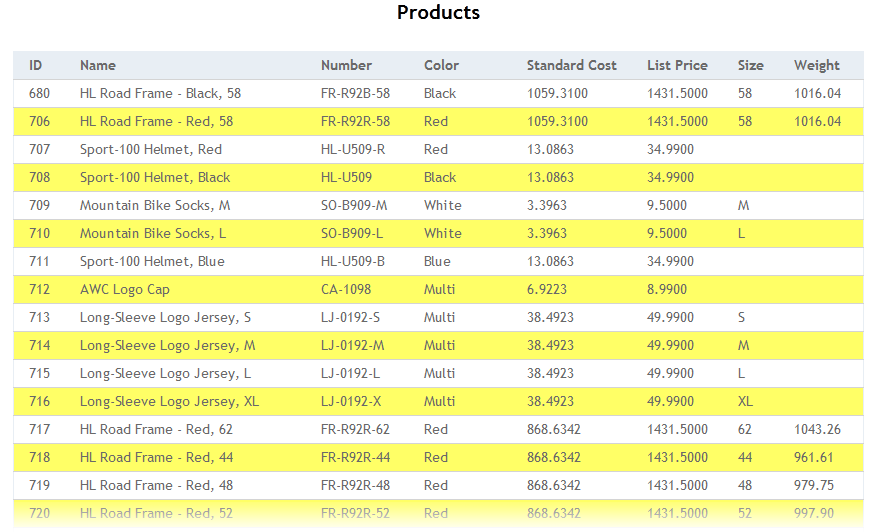 Products
ID Name Number Color Standard Cost List Price Size Weight
680 HL Road Frame - Black, 58 FR-R92B-58 Black 1059.3100 1431.5000 58 1016.04
706 HL Road Frame - Red, 58 FR-R92R-58 Red 1059.3100 1431.5000 58 1016.04
707 Sport-100 Helmet, Red HL-U509-R Red 13.0863 34.9900
708 Sport-100 Helmet, Black HL-U509 Black 13.0863 34.9900
709 Mountain Bike Socks, M SO-B909-M White 3.3963 9.5000 M
710 Mountain Bike Socks, L SO-B909-L White 3.3963 9.5000 L
711 Sport-100 Helmet, Blue HL-U509-B Blue 13.0863 34.9900
712 AWC Logo Cap CA-1098 Multi 6.9223 8.9900
713 Long-Sleeve Logo Jersey, S LJ-0192-S Multi 38.4923 49.9900 S
714 Long-Sleeve Logo Jersey, M LJ-0192-M Multi 38.4923 49.9900 M
715 Long-Sleeve Logo Jersey, L LJ-0192-L Multi 38.4923 49.9900 L
716 Long-Sleeve Logo Jersey, XL LJ-0192-X Multi 38.4923 49.9900 XL
717 HL Road Frame - Red, 62 FR-R92R-62 Red 868.6342 1431.5000 62 1043.26
718 HL Road Frame - Red, 44 FR-R92R-44 Red 868.6342 1431.5000 44 961.61
719 HL Road Frame - Red, 48 FR-R92R-48 Red 868.6342 1431.5000 48 979.75
720 HL Road Frame - Red, 52 FR-R92R-52 Red 868.6342 1431.5000 52 997.90